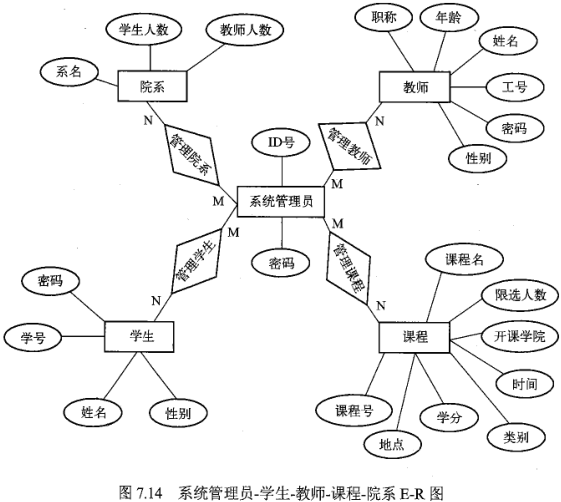 学生人数
教师人数
系名
院系
职称
年龄
姓名
教师
工号
密码
性别
N
管理院系
M
N
管理教师
M
ID号
系统管理员
密码
M
管理学生
N
M
管理课程
N
密码
学号
学生
姓名
性别
课程名
限选人数
课程
开课学院
时间
课程号
地点
学分
类别
图 7.14 系统管理员-学生-教师-课程-院系 E-R 图